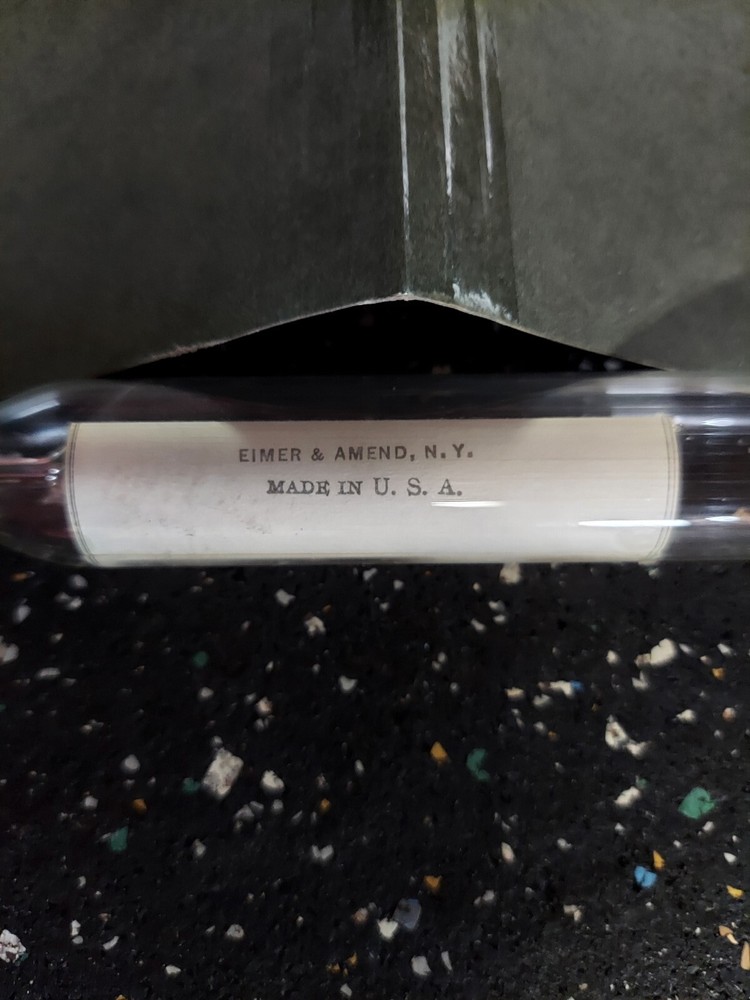 EIMER & AMEND, N.Y.
MADE IN U. S. A.